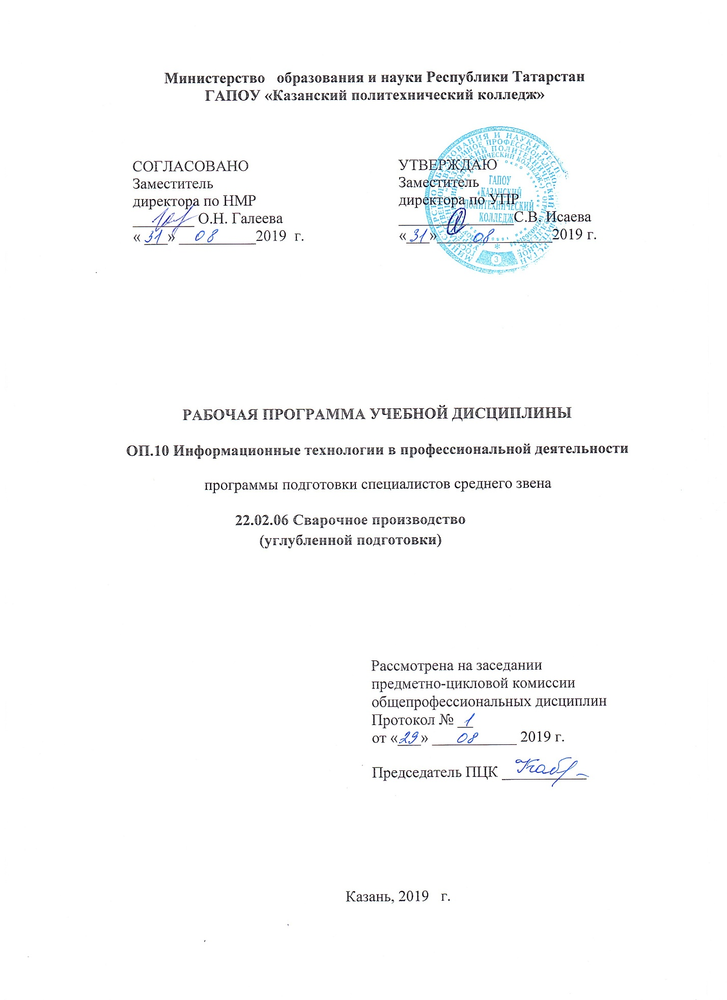 Министерство образования и науки Республики Татарстан
ГАПОУ «Казанский политехнический колледж»
СОГЛАСОВАНО
Заместитель
директора по НМР
О.Н. Галеева
«31» 08 2019 г.
УТВЕРЖДАЮ
Заместитель
директора по УПР
С.В. Исаева
«31» 08 2019 г.
ГАПОУ
«КАЗАНСКИЙ
ПОЛИТЕХНИЧЕСКИЙ
КОЛЛЕДЖ
3
РАБОЧАЯ ПРОГРАММА УЧЕБНОЙ ДИСЦИПЛИНЫ
ОП.10 Информационные технологии в профессиональной деятельности
программы подготовки специалистов среднего звена
22.02.06 Сварочное производство
(углубленной подготовки)
Рассмотрена на заседании
предметно-цикловой комиссии
общепрофессиональных дисциплин
Протокол № 1
от «29» 08 2019 г.
Председатель ПЦК
Казань, 2019 г.